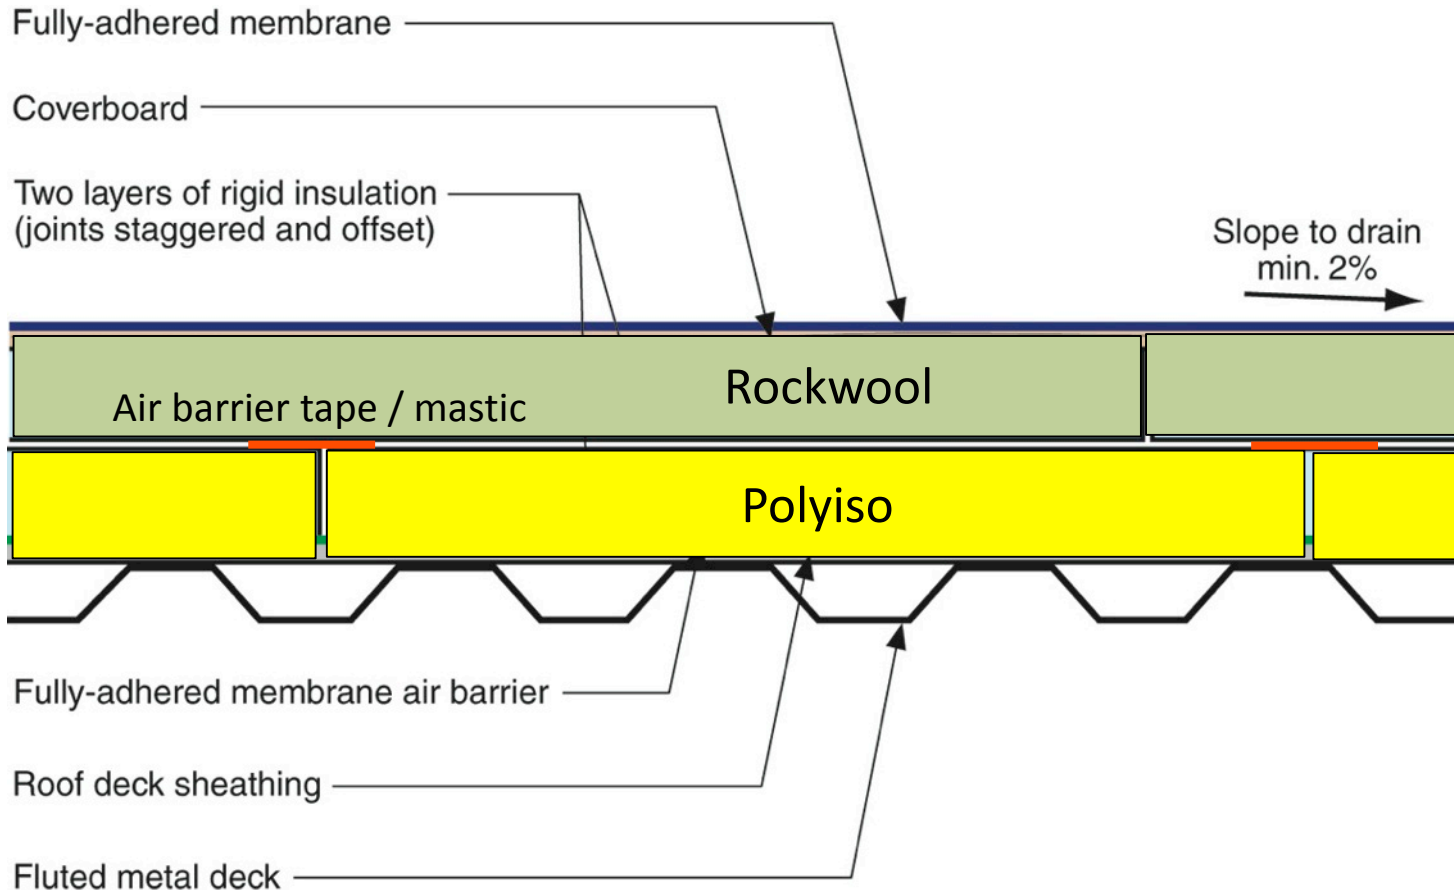 Fully-adhered membrane
Coverboard
Two layers of rigid insulation
(joints staggered and offset)
Slope to drain
min. 2%
Rockwool
Air barrier tape / mastic
Polyiso
Fully-adhered membrane air barrier
Roof deck sheathing
Fluted metal deck